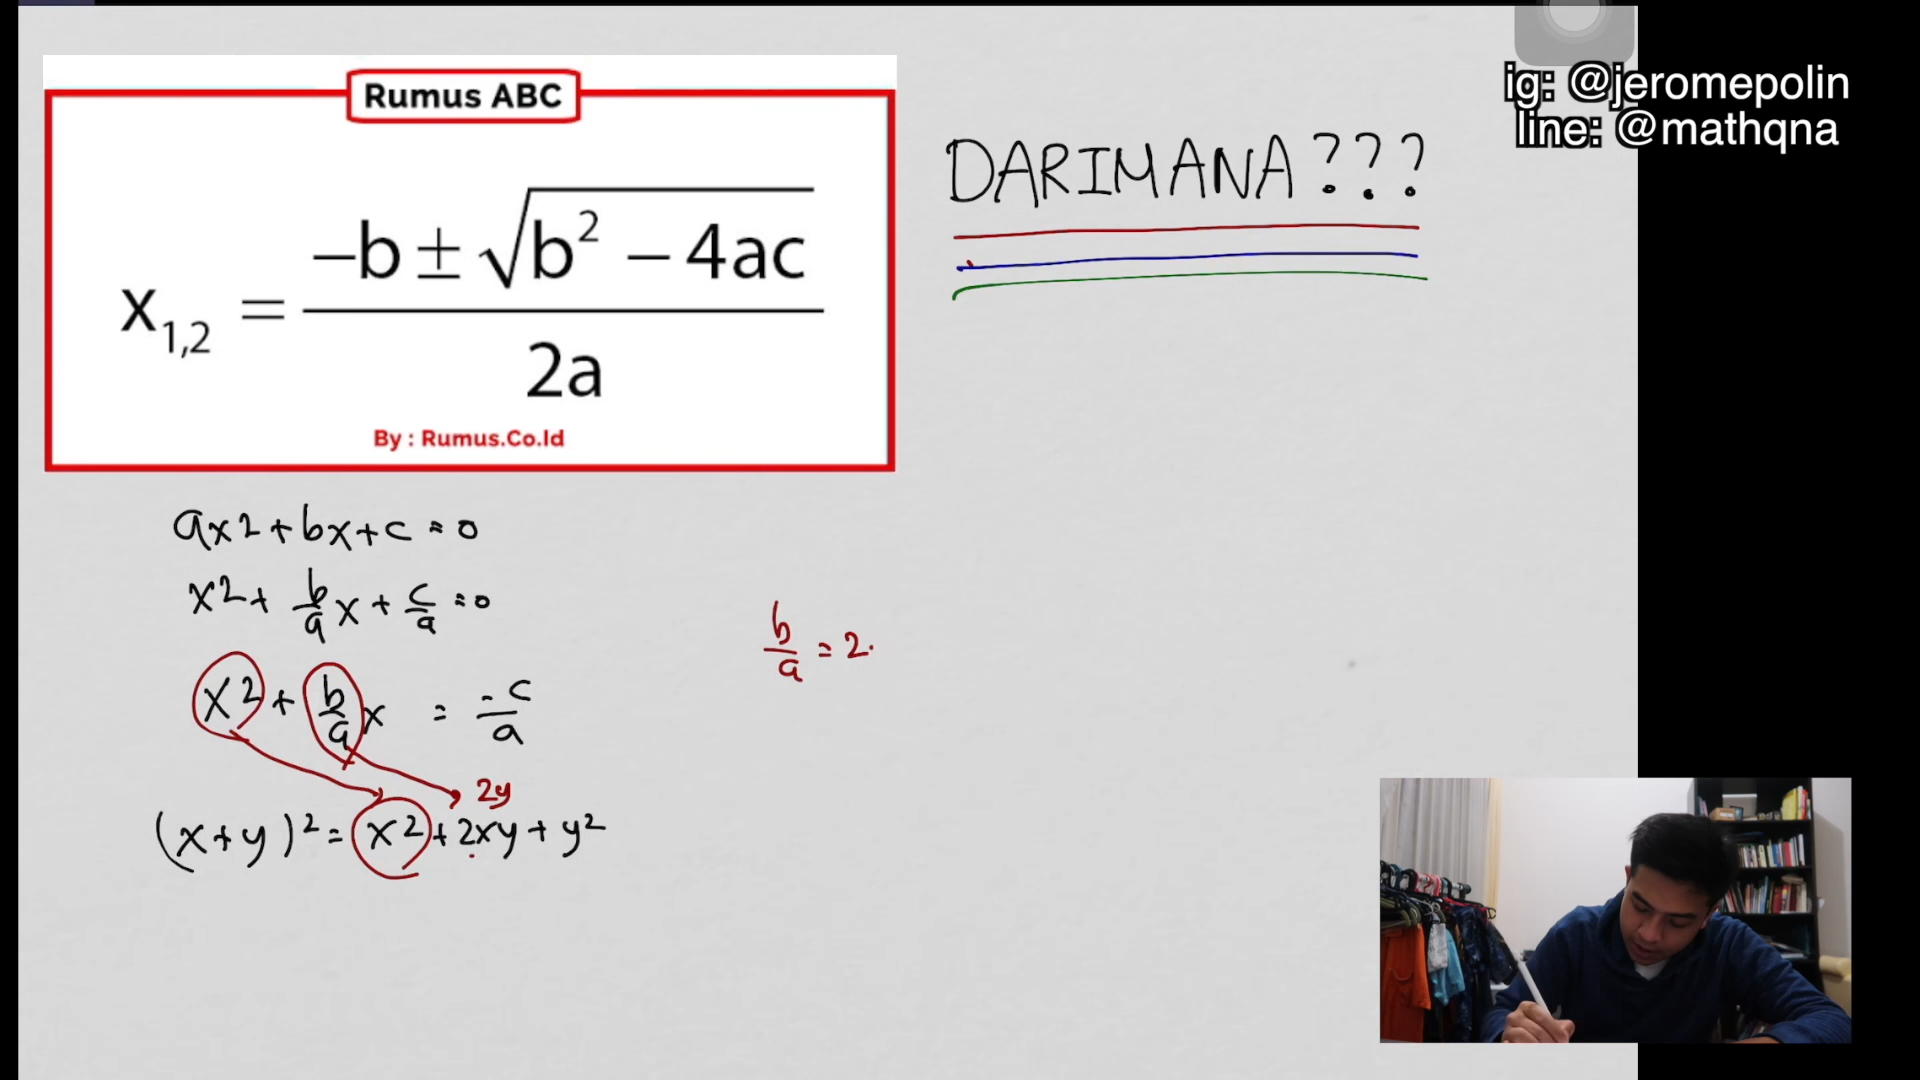 Rumus ABC
x1,2 = –b ± √b² – 4ac / 2a
By : Rumus.Co.Id
DARIMANA ???
ig: @jeromepolin
line: @mathqna
ax2 + bx + c = 0
x2 + b/a x + c/a = 0
x2 + b/a x = -c/a
2y
(x+y)² = x2 + 2xy + y2
b/a = 2.